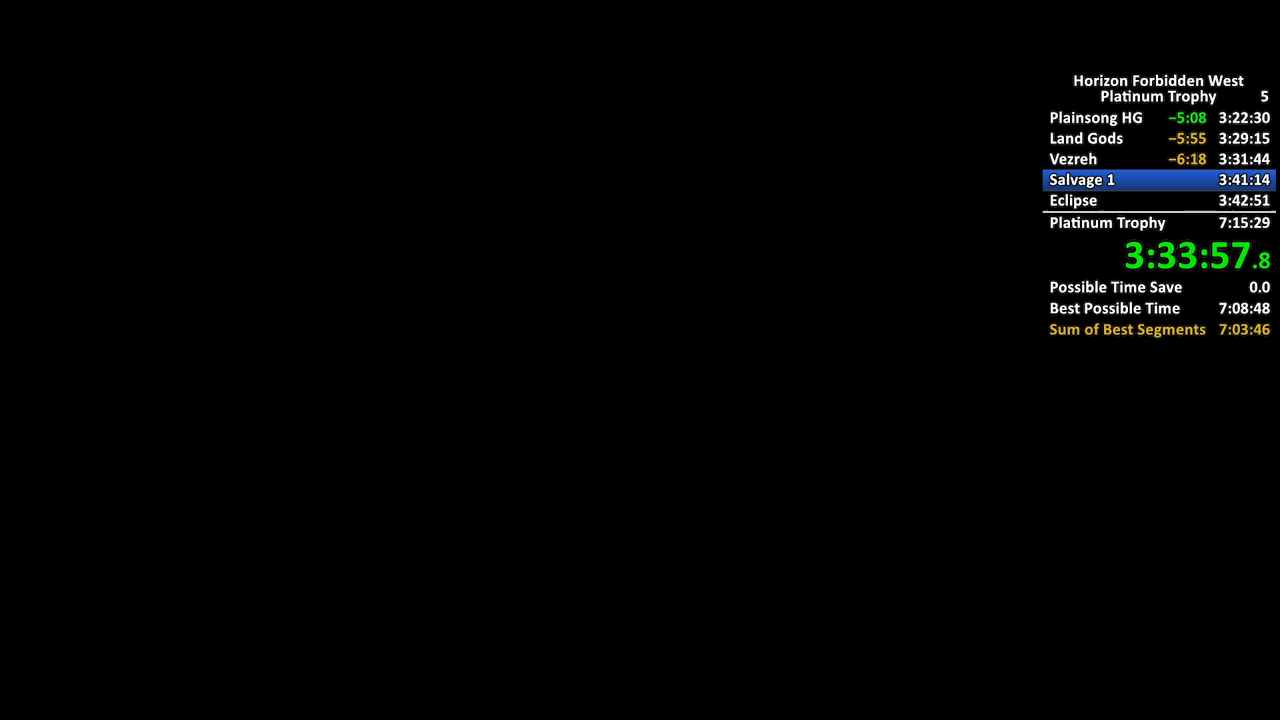 Horizon Forbidden West
Platinum Trophy 5
Plainsong HG −5:08 3:22:30
Land Gods −5:55 3:29:15
Vezreh −6:18 3:31:44
Salvage 1 3:41:14
Eclipse 3:42:51
Platinum Trophy 7:15:29
3:33:57.8
Possible Time Save 0.0
Best Possible Time 7:08:48
Sum of Best Segments 7:03:46